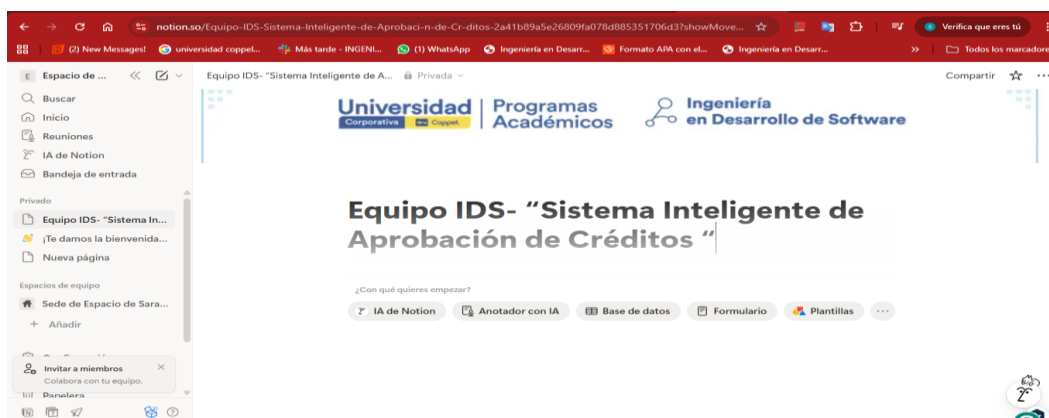 notion.so/Equipo-IDS-Sistema-Inteligente-de-Aprobaci-n-de-Cr-ditos-2a41b89a5e26809fa078d885351706d3?showMove...
Verifica que eres tú
(2) New Messages!
universidad coppel...
Más tarde - INGENI...
(1) WhatsApp
Ingeniería en Desarr...
Formato APA con el...
Ingeniería en Desarr...
»
Todos los marcadore
E Espacio de ...
Equipo IDS- "Sistema Inteligente de A...
Privada
Compartir
Buscar
Inicio
Reuniones
IA de Notion
Bandeja de entrada
Privado
Equipo IDS- "Sistema In...
¡Te damos la bienvenida...
Nueva página
Espacios de equipo
Sede de Espacio de Sara...
+ Añadir
Invitar a miembros
Colabora con tu equipo.
Papelera
Universidad
Corporativa Coppel
Programas
Académicos
Ingeniería
en Desarrollo de Software
Equipo IDS- “Sistema Inteligente de
Aprobación de Créditos “
¿Con qué quieres empezar?
IA de Notion
Anotador con IA
Base de datos
Formulario
Plantillas
...